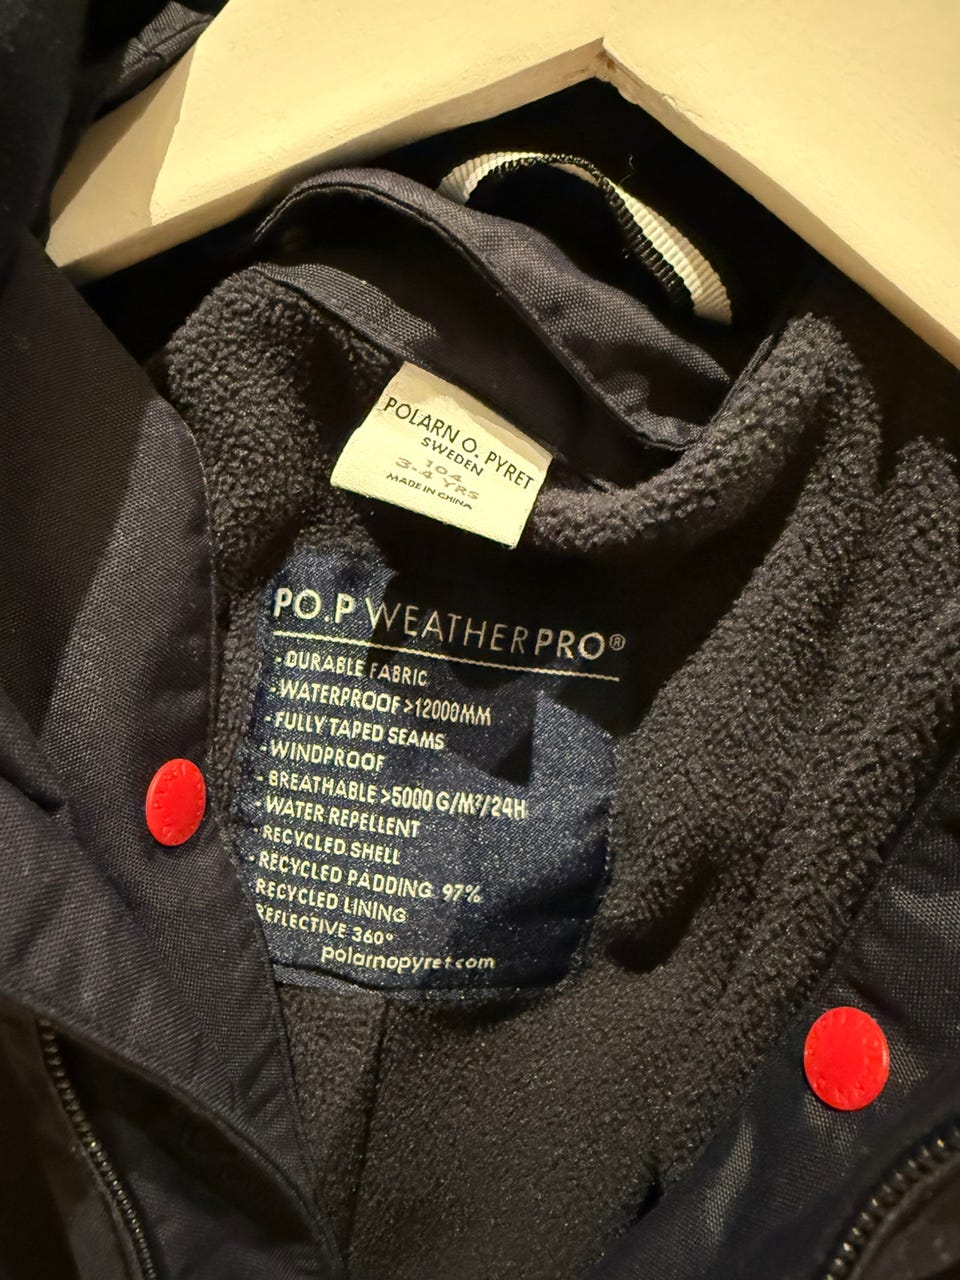 POLARN O. PYRET
SWEDEN
104
3-4 YRS
MADE IN CHINA
PO.P WEATHERPRO®
- DURABLE FABRIC
- WATERPROOF >12000MM
- FULLY TAPED SEAMS
- WINDPROOF
- BREATHABLE >5000 G/M²/24H
- WATER REPELLENT
RECYCLED SHELL
- RECYCLED PADDING 97%
RECYCLED LINING
REFLECTIVE 360°
polarnopyret.com